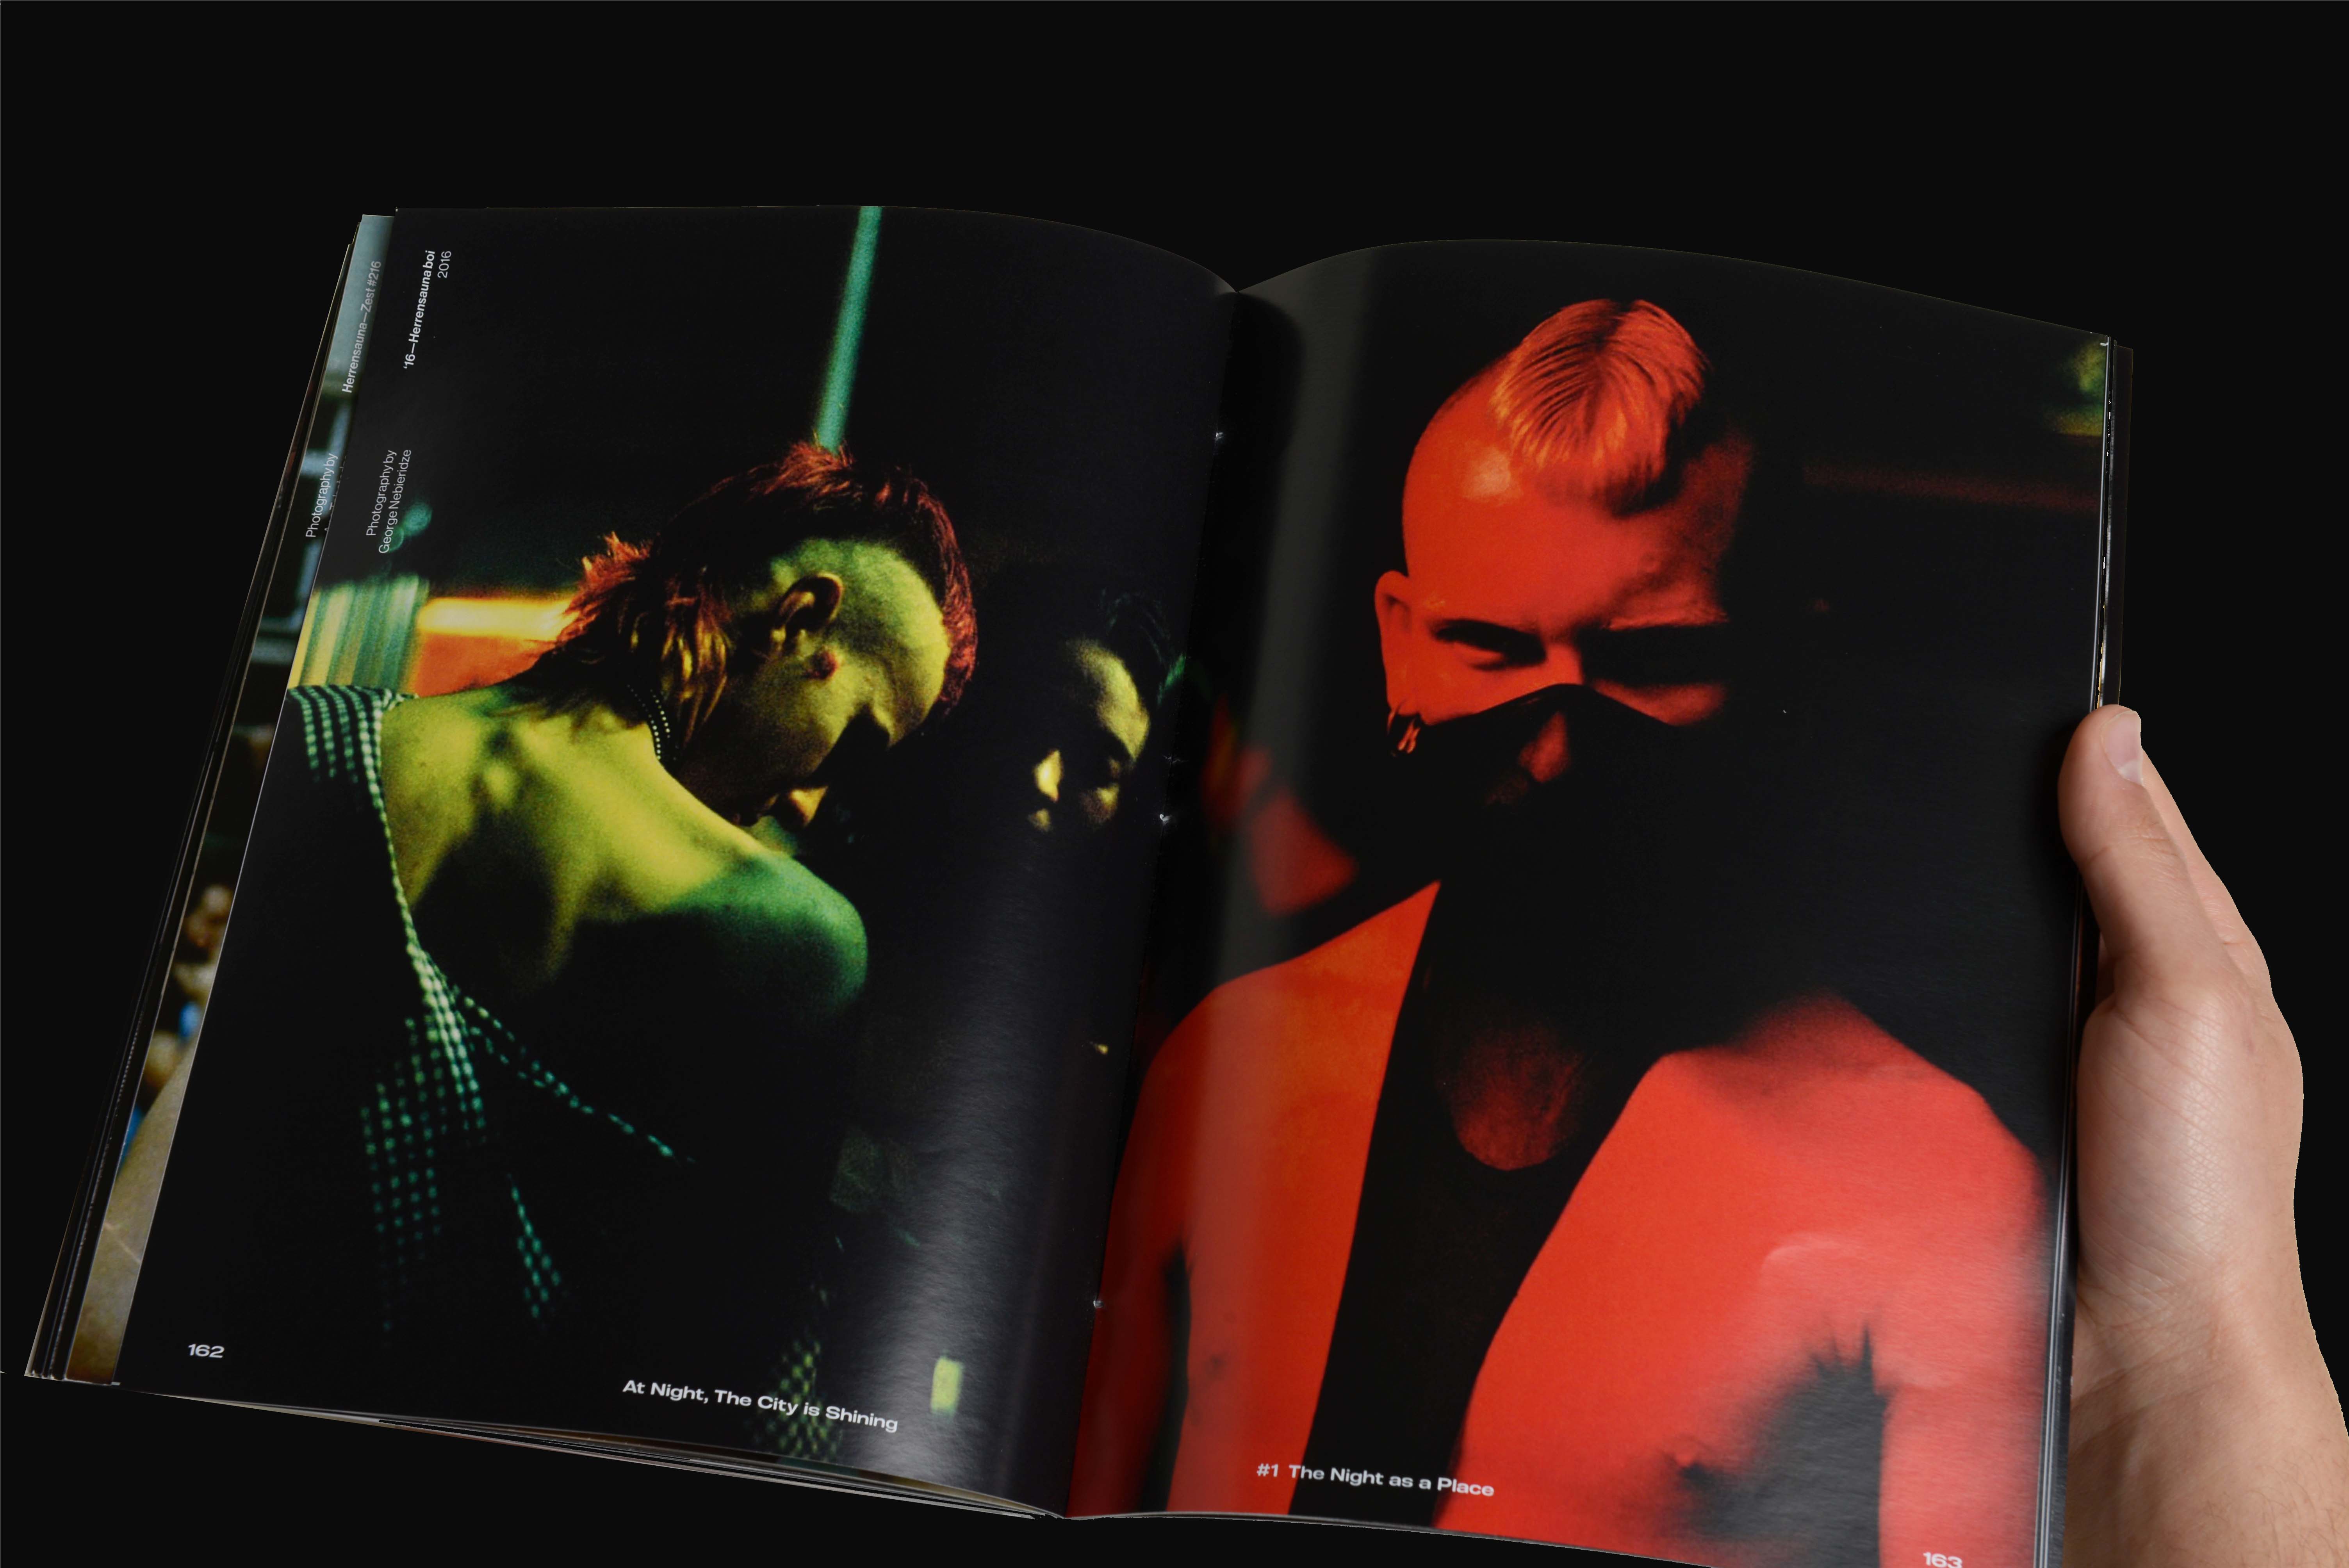 Herrensauna—Zest #216
Photography by
'16—Herrensauna boi
2016
Photography by
George Nebieridze
162
At Night, The City is Shining
#1 The Night as a Place
163